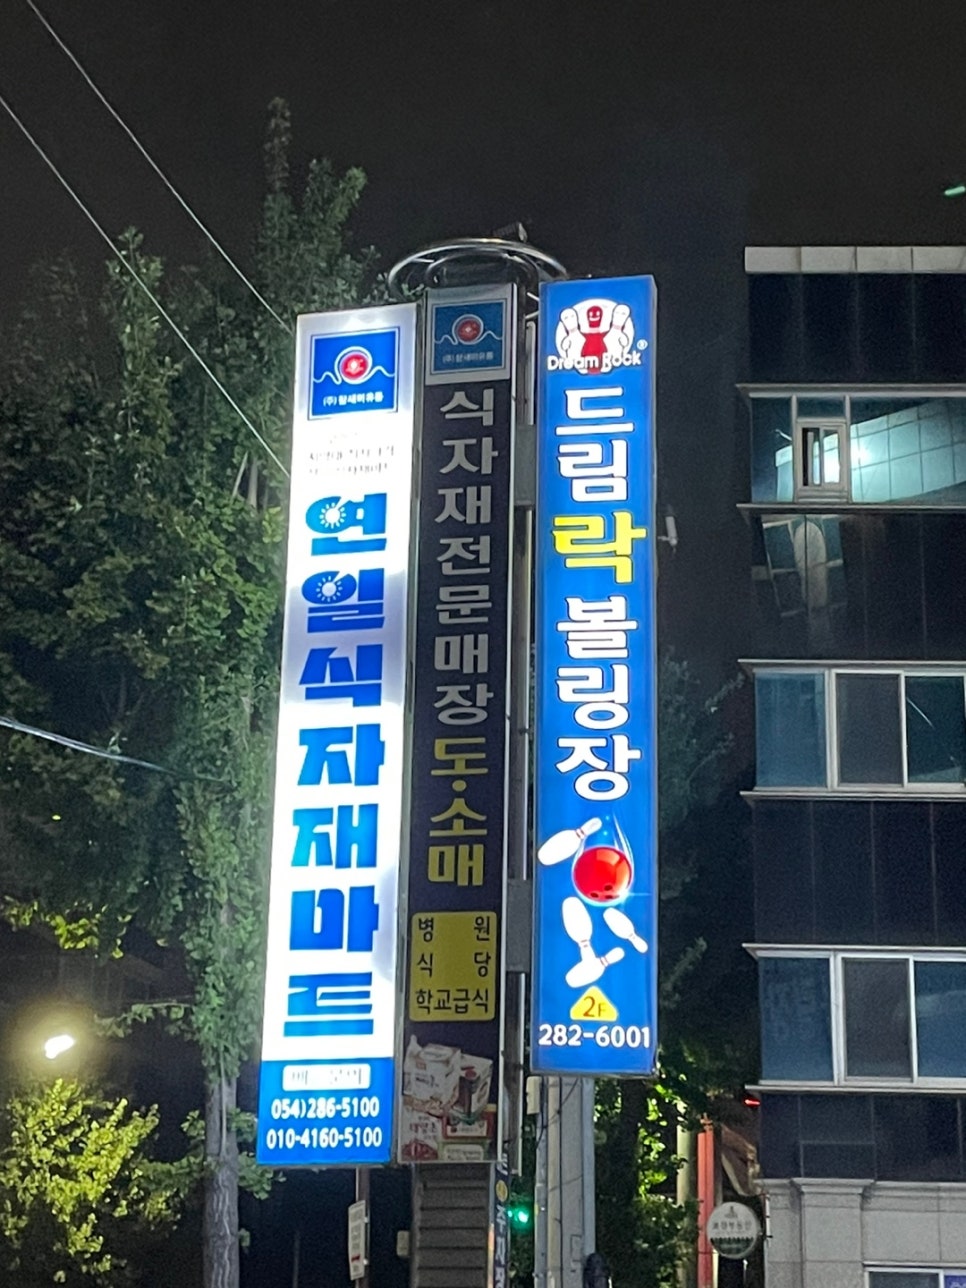 (주)참새미유통
연일식자재마트
054)286-5100
010-4160-5100
(주)참새미유통
식자재전문매장 도·소매
병원
식당
학교급식
Dream Rock®
드림락 볼링장
2F
282-6001